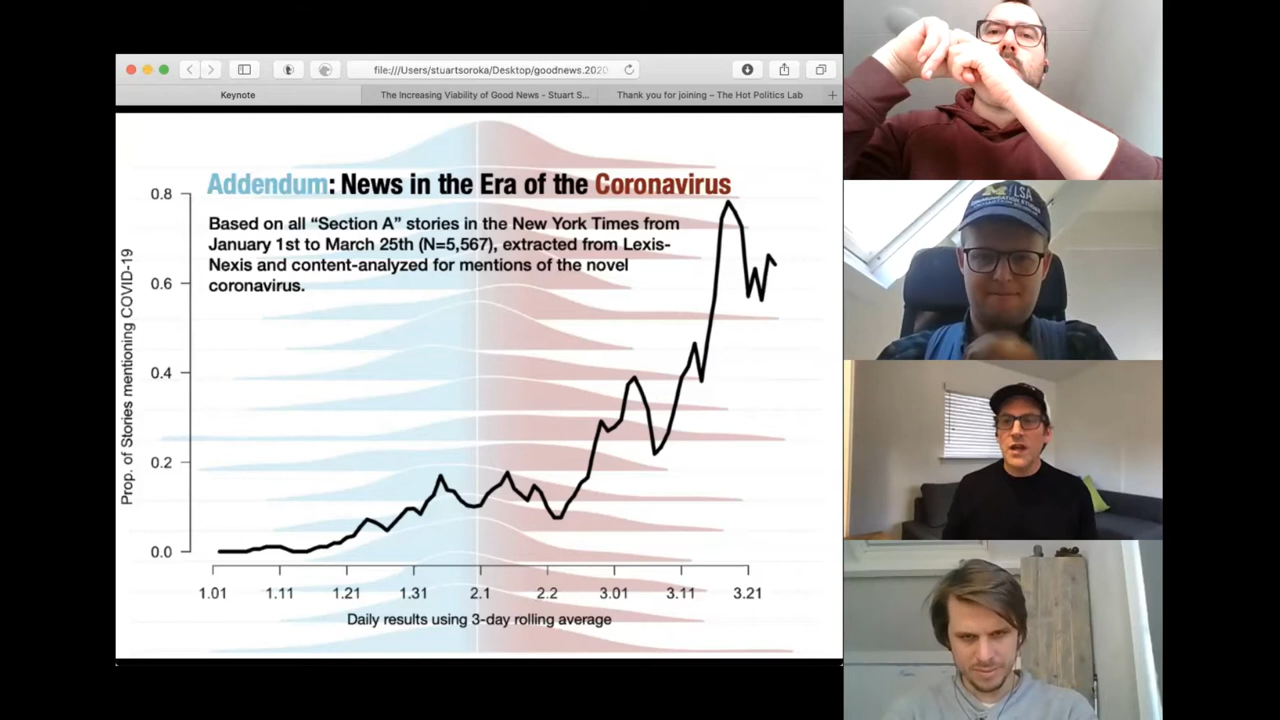 file:///Users/stuartsoroka/Desktop/goodnews.2020
Keynote
The Increasing Viability of Good News - Stuart S...
Thank you for joining – The Hot Politics Lab
Addendum: News in the Era of the Coronavirus
Based on all “Section A” stories in the New York Times from
January 1st to March 25th (N=5,567), extracted from Lexis-
Nexis and content-analyzed for mentions of the novel
coronavirus.
Prop. of Stories mentioning COVID-19
0.8
0.6
0.4
0.2
0.0
1.01 1.11 1.21 1.31 2.1 2.2 3.01 3.11 3.21
Daily results using 3-day rolling average
M LSA